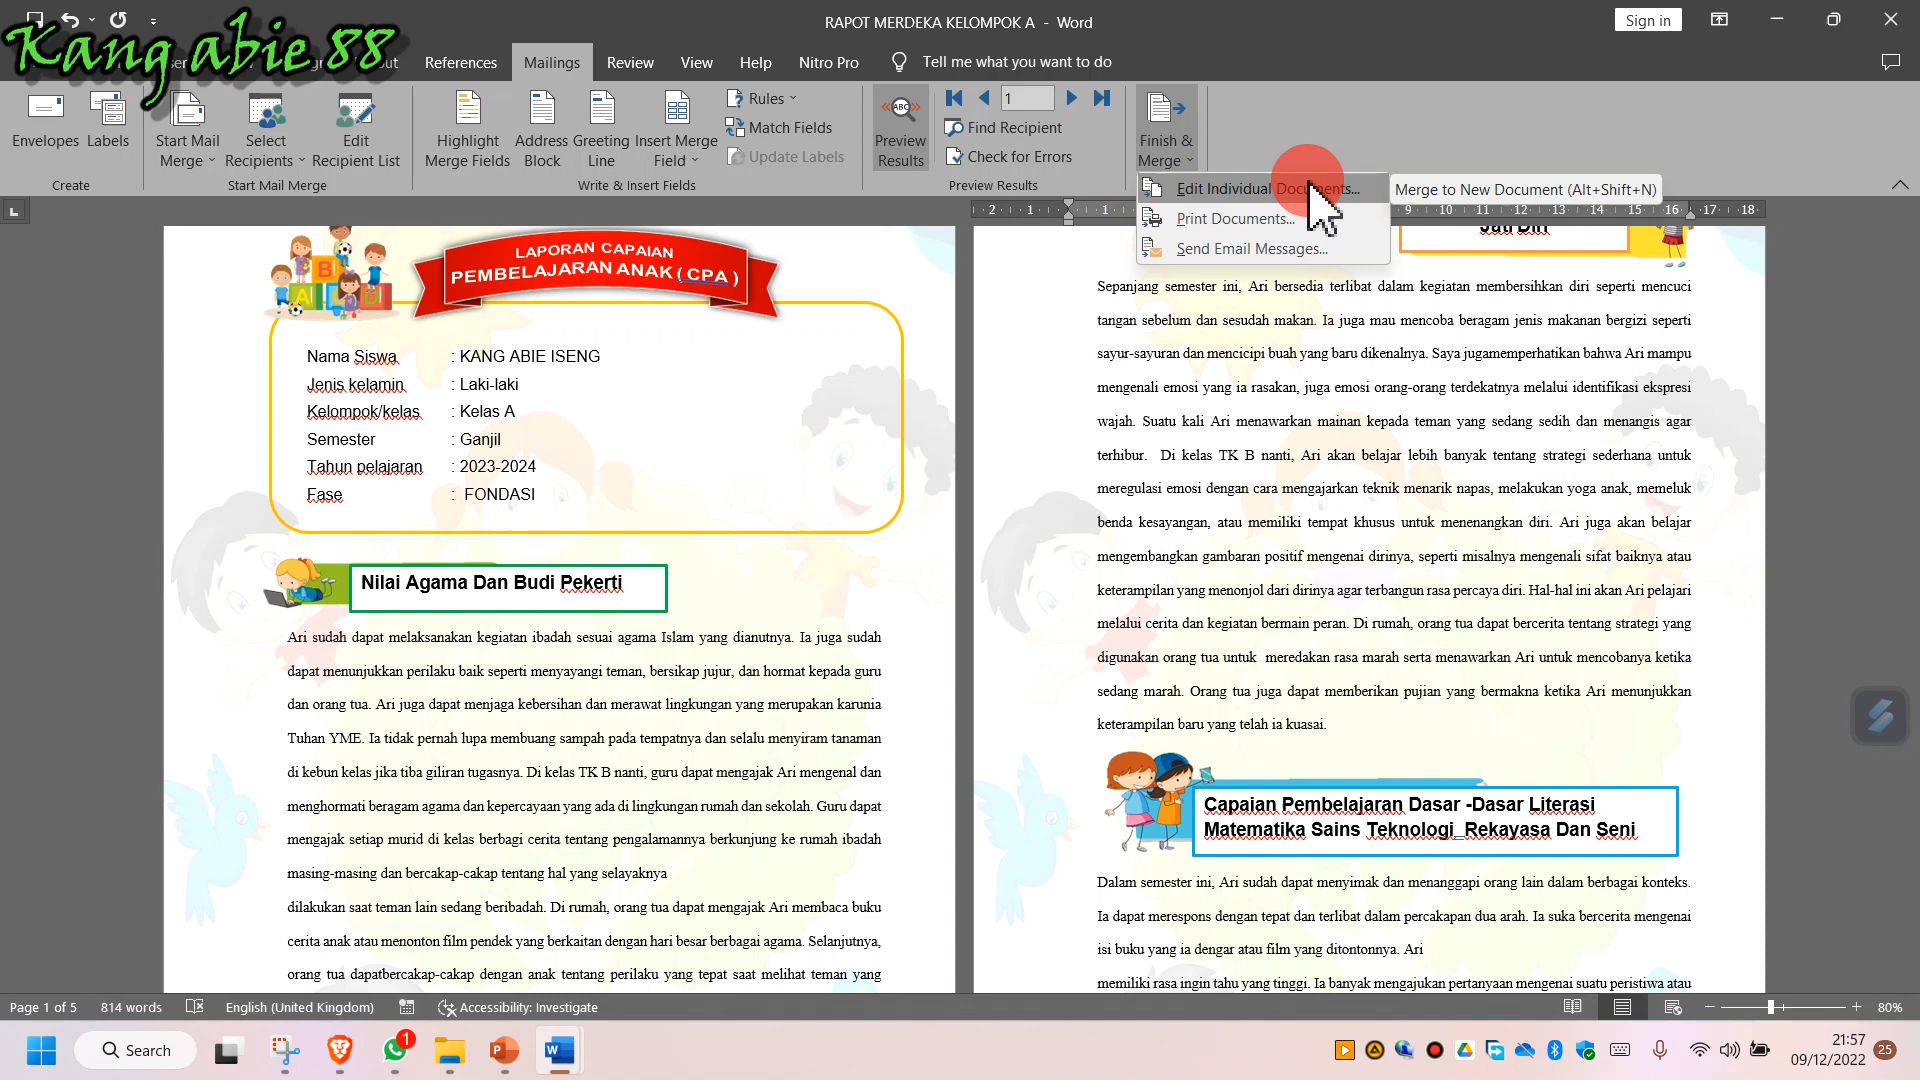 Kang abie 88
RAPOT MERDEKA KELOMPOK A - Word
Sign in
References
Mailings
Review
View
Help
Nitro Pro
Tell me what you want to do
Envelopes
Labels
Start Mail Merge
Select Recipients
Edit Recipient List
Highlight Merge Fields
Address Block
Greeting Line
Insert Merge Field
Rules
Match Fields
Update Labels
Preview Results
1
Find Recipient
Check for Errors
Finish & Merge
Create
Start Mail Merge
Write & Insert Fields
Preview Results
Edit Individual Documents...
Print Documents...
Send Email Messages...
Merge to New Document (Alt+Shift+N)
LAPORAN CAPAIAN
PEMBELAJARAN ANAK ( CPA )
Nama Siswa : KANG ABIE ISENG
Jenis kelamin : Laki-laki
Kelompok/kelas : Kelas A
Semester : Ganjil
Tahun pelajaran : 2023-2024
Fase : FONDASI
Nilai Agama Dan Budi Pekerti
Ari sudah dapat melaksanakan kegiatan ibadah sesuai agama Islam yang dianutnya. Ia juga sudah
dapat menunjukkan perilaku baik seperti menyayangi teman, bersikap jujur, dan hormat kepada guru
dan orang tua. Ari juga dapat menjaga kebersihan dan merawat lingkungan yang merupakan karunia
Tuhan YME. Ia tidak pernah lupa membuang sampah pada tempatnya dan selalu menyiram tanaman
di kebun kelas jika tiba giliran tugasnya. Di kelas TK B nanti, guru dapat mengajak Ari mengenal dan
menghormati beragam agama dan kepercayaan yang ada di lingkungan rumah dan sekolah. Guru dapat
mengajak setiap murid di kelas berbagi cerita tentang pengalamannya berkunjung ke rumah ibadah
masing-masing dan bercakap-cakap tentang hal yang selayaknya
dilakukan saat teman lain sedang beribadah. Di rumah, orang tua dapat mengajak Ari membaca buku
cerita anak atau menonton film pendek yang berkaitan dengan hari besar berbagai agama. Selanjutnya,
orang tua dapatbercakap-cakap dengan anak tentang perilaku yang tepat saat melihat teman yang
Jati Diri
Sepanjang semester ini, Ari bersedia terlibat dalam kegiatan membersihkan diri seperti mencuci
tangan sebelum dan sesudah makan. Ia juga mau mencoba beragam jenis makanan bergizi seperti
sayur-sayuran dan mencicipi buah yang baru dikenalnya. Saya jugamemperhatikan bahwa Ari mampu
mengenali emosi yang ia rasakan, juga emosi orang-orang terdekatnya melalui identifikasi ekspresi
wajah. Suatu kali Ari menawarkan mainan kepada teman yang sedang sedih dan menangis agar
terhibur. Di kelas TK B nanti, Ari akan belajar lebih banyak tentang strategi sederhana untuk
meregulasi emosi dengan cara mengajarkan teknik menarik napas, melakukan yoga anak, memeluk
benda kesayangan, atau memiliki tempat khusus untuk menenangkan diri. Ari juga akan belajar
mengembangkan gambaran positif mengenai dirinya, seperti misalnya mengenali sifat baiknya atau
keterampilan yang menonjol dari dirinya agar terbangun rasa percaya diri. Hal-hal ini akan Ari pelajari
melalui cerita dan kegiatan bermain peran. Di rumah, orang tua dapat bercerita tentang strategi yang
digunakan orang tua untuk meredakan rasa marah serta menawarkan Ari untuk mencobanya ketika
sedang marah. Orang tua juga dapat memberikan pujian yang bermakna ketika Ari menunjukkan
keterampilan baru yang telah ia kuasai.
Capaian Pembelajaran Dasar -Dasar Literasi
Matematika Sains Teknologi Rekayasa Dan Seni
Dalam semester ini, Ari sudah dapat menyimak dan menanggapi orang lain dalam berbagai konteks.
Ia dapat merespons dengan tepat dan terlibat dalam percakapan dua arah. Ia suka bercerita mengenai
isi buku yang ia dengar atau film yang ditontonnya. Ari
memiliki rasa ingin tahu yang tinggi. Ia banyak mengajukan pertanyaan mengenai suatu peristiwa atau
Page 1 of 5
814 words
English (United Kingdom)
Accessibility: Investigate
80%
Search
1
21:57
09/12/2022
25